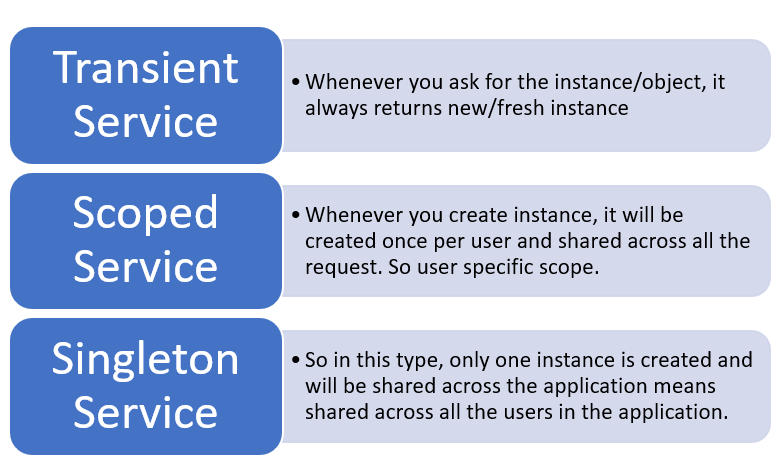 Transient
Service
• Whenever you ask for the instance/object, it
always returns new/fresh instance
Scoped
Service
• Whenever you create instance, it will be
created once per user and shared across all the
request. So user specific scope.
Singleton
Service
• So in this type, only one instance is created and
will be shared across the application means
shared across all the users in the application.